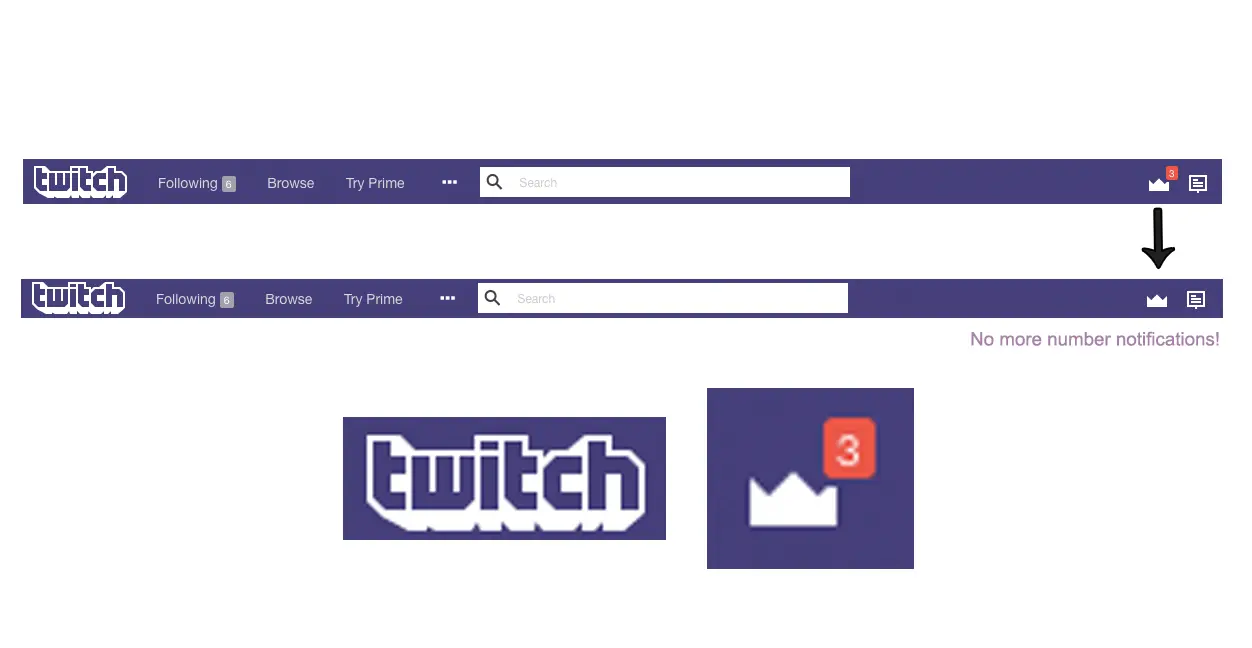 twitch Following 6 Browse Try Prime ••• Search 3
twitch Following 6 Browse Try Prime ••• Search
No more number notifications!
twitch 3